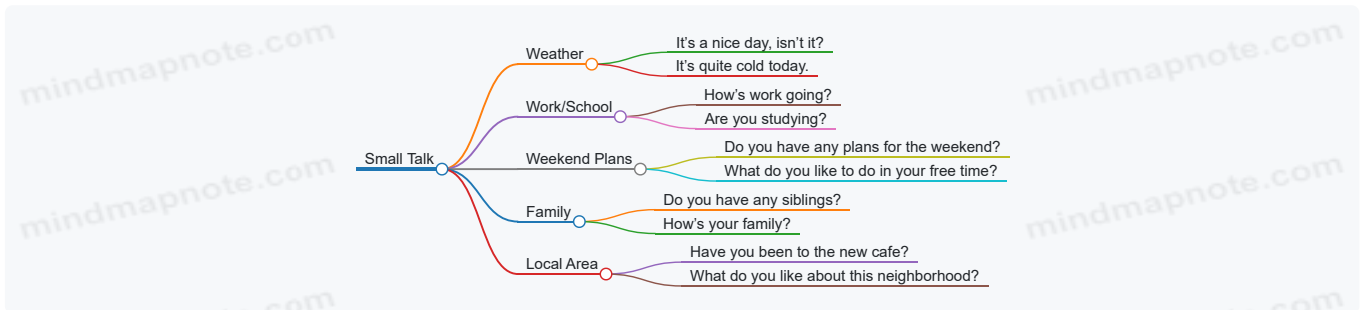 mindmapnote.com
mindmapnote.com
Small Talk
Weather
It’s a nice day, isn’t it?
It’s quite cold today.
Work/School
How’s work going?
Are you studying?
Weekend Plans
Do you have any plans for the weekend?
What do you like to do in your free time?
Family
Do you have any siblings?
How’s your family?
Local Area
Have you been to the new cafe?
What do you like about this neighborhood?
mindmapnote.com
mindmapnote.com
mindmapnote.com
mindmapnote.com